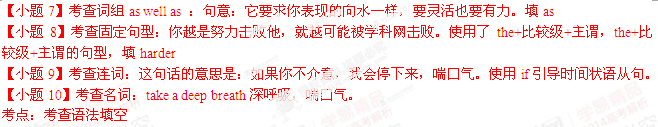 【小题 7】考查词组 as well as ：句意：它要求你表现的向水一样，要灵活也要有力。填 as
【小题 8】考查固定句型：你越是努力击败他，就越可能被学科网击败。使用了 the+比较级+主谓，the+比
较级+主谓的句型，填 harder
【小题 9】考查连词：这句话的意思是：如果你不介意，我会停下来，喘口气。使用 if 引导时间状语从句。
【小题 10】考查名词：take a deep breath 深呼吸，喘口气。
考点：考查语法填空